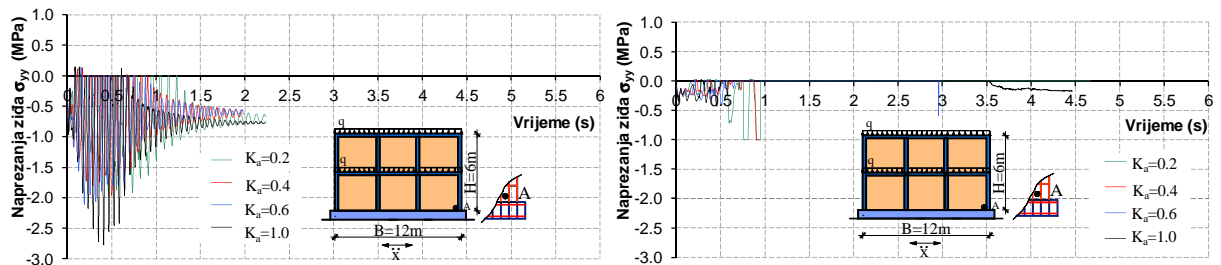 Naprezanja zida σyy (MPa)
1.0
0.5
0.0
-0.5
-1.0
-1.5
-2.0
-2.5
-3.0
0 0.5 1 1.5 2 2.5 3 3.5 4 4.5 5 5.5 6
Vrijeme (s)
Ka=0.2
Ka=0.4
Ka=0.6
Ka=1.0
q
q
H=6m
A
A
B=12m
ẍ
Naprezanja zida σyy (MPa)
1.0
0.5
0.0
-0.5
-1.0
-1.5
-2.0
-2.5
-3.0
0 0.5 1 1.5 2 2.5 3 3.5 4 4.5 5 5.5 6
Vrijeme (s)
q
q
H=6m
A
A
B=12m
ẍ
Ka=0.2
Ka=0.4
Ka=0.6
Ka=1.0